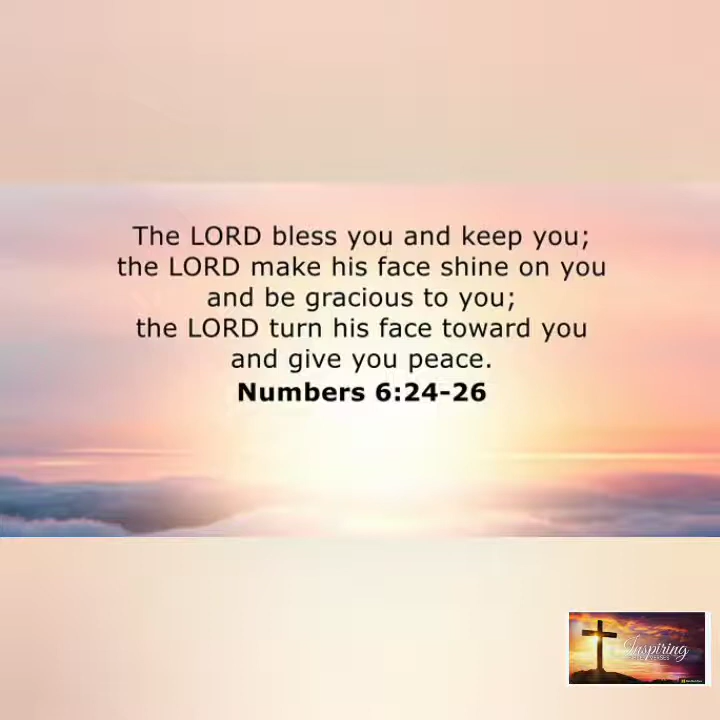 The LORD bless you and keep you;
the LORD make his face shine on you
and be gracious to you;
the LORD turn his face toward you
and give you peace.
Numbers 6:24-26
Inspiring
VERSES